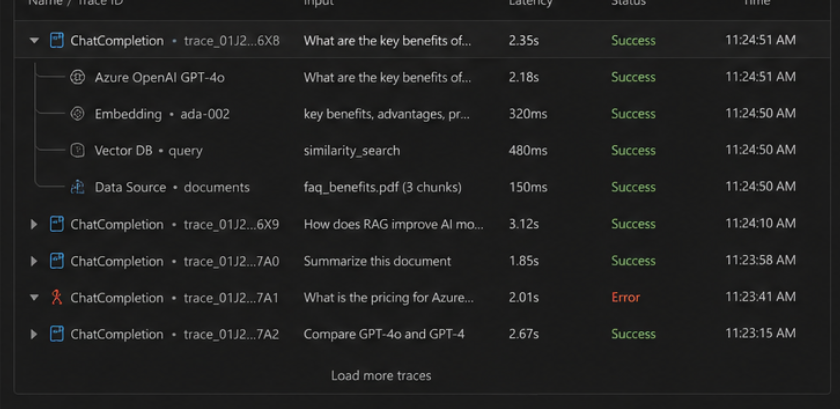 Name / Trace ID Input Latency Status Time
ChatCompletion • trace_01J2...6X8 What are the key benefits of... 2.35s Success 11:24:51 AM
Azure OpenAI GPT-4o What are the key benefits of... 2.18s Success 11:24:51 AM
Embedding • ada-002 key benefits, advantages, pr... 320ms Success 11:24:50 AM
Vector DB • query similarity_search 480ms Success 11:24:50 AM
Data Source • documents faq_benefits.pdf (3 chunks) 150ms Success 11:24:50 AM
ChatCompletion • trace_01J2...6X9 How does RAG improve AI mo... 3.12s Success 11:24:10 AM
ChatCompletion • trace_01J2...7A0 Summarize this document 1.85s Success 11:23:58 AM
ChatCompletion • trace_01J2...7A1 What is the pricing for Azure... 2.01s Error 11:23:41 AM
ChatCompletion • trace_01J2...7A2 Compare GPT-4o and GPT-4 2.67s Success 11:23:15 AM
Load more traces